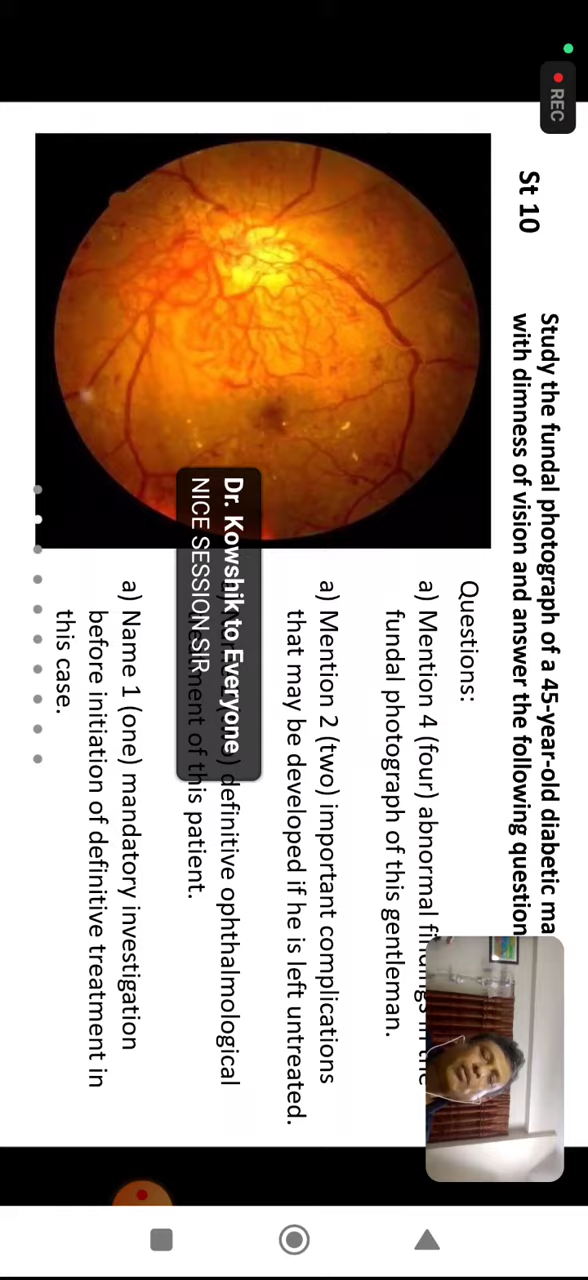 REC
St 10
Study the fundal photograph of a 45-year-old diabetic ma
with dimness of vision and answer the following question
Questions:
a) Mention 4 (four) abnormal findings in the
fundal photograph of this gentleman.
a) Mention 2 (two) important complications
that may be developed if he is left untreated.
definitive ophthalmological
of this patient.
Dr. Kowshik to Everyone
NICE SESSION SIR
a) Name 1 (one) mandatory investigation
before initiation of definitive treatment in
this case.